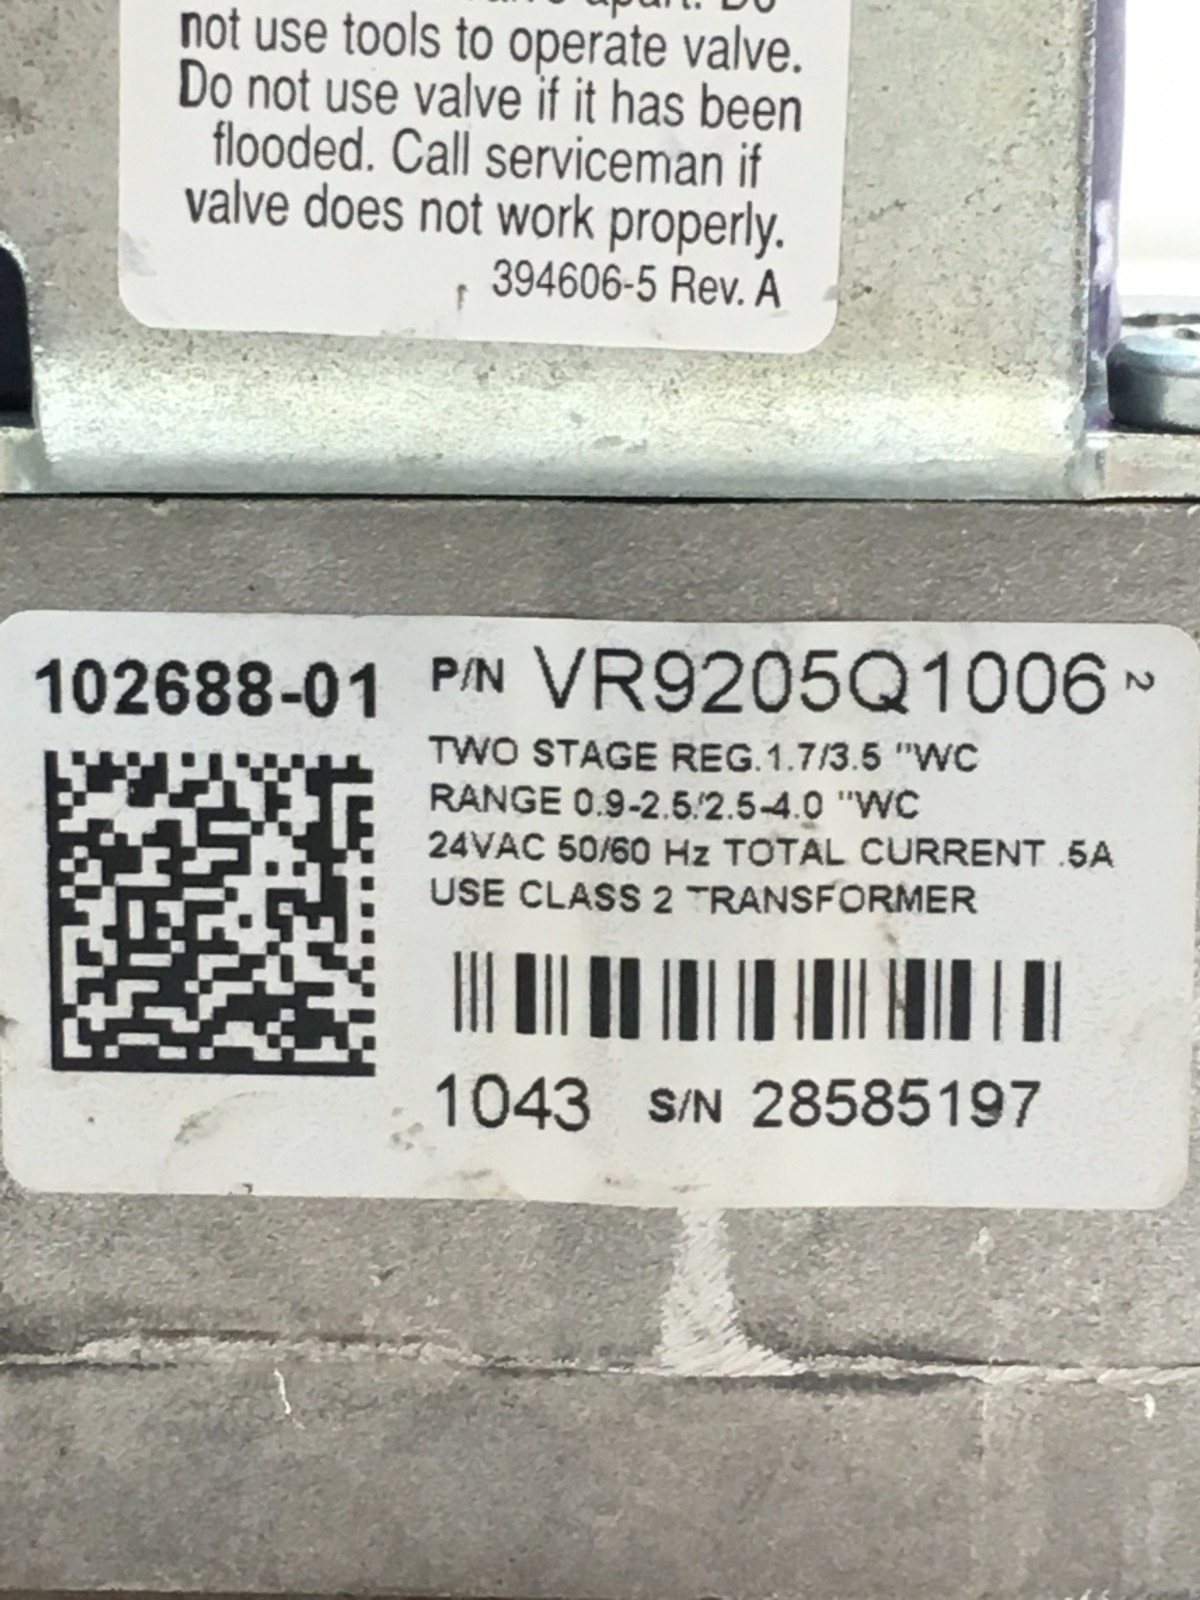 apart. Do
not use tools to operate valve.
Do not use valve if it has been
flooded. Call serviceman if
valve does not work properly.
394606-5 Rev. A
102688-01
P/N VR9205Q1006 2
TWO STAGE REG.1.7/3.5 "WC
RANGE 0.9-2.5/2.5-4.0 "WC
24VAC 50/60 Hz TOTAL CURRENT .5A
USE CLASS 2 TRANSFORMER
1043 S/N 28585197